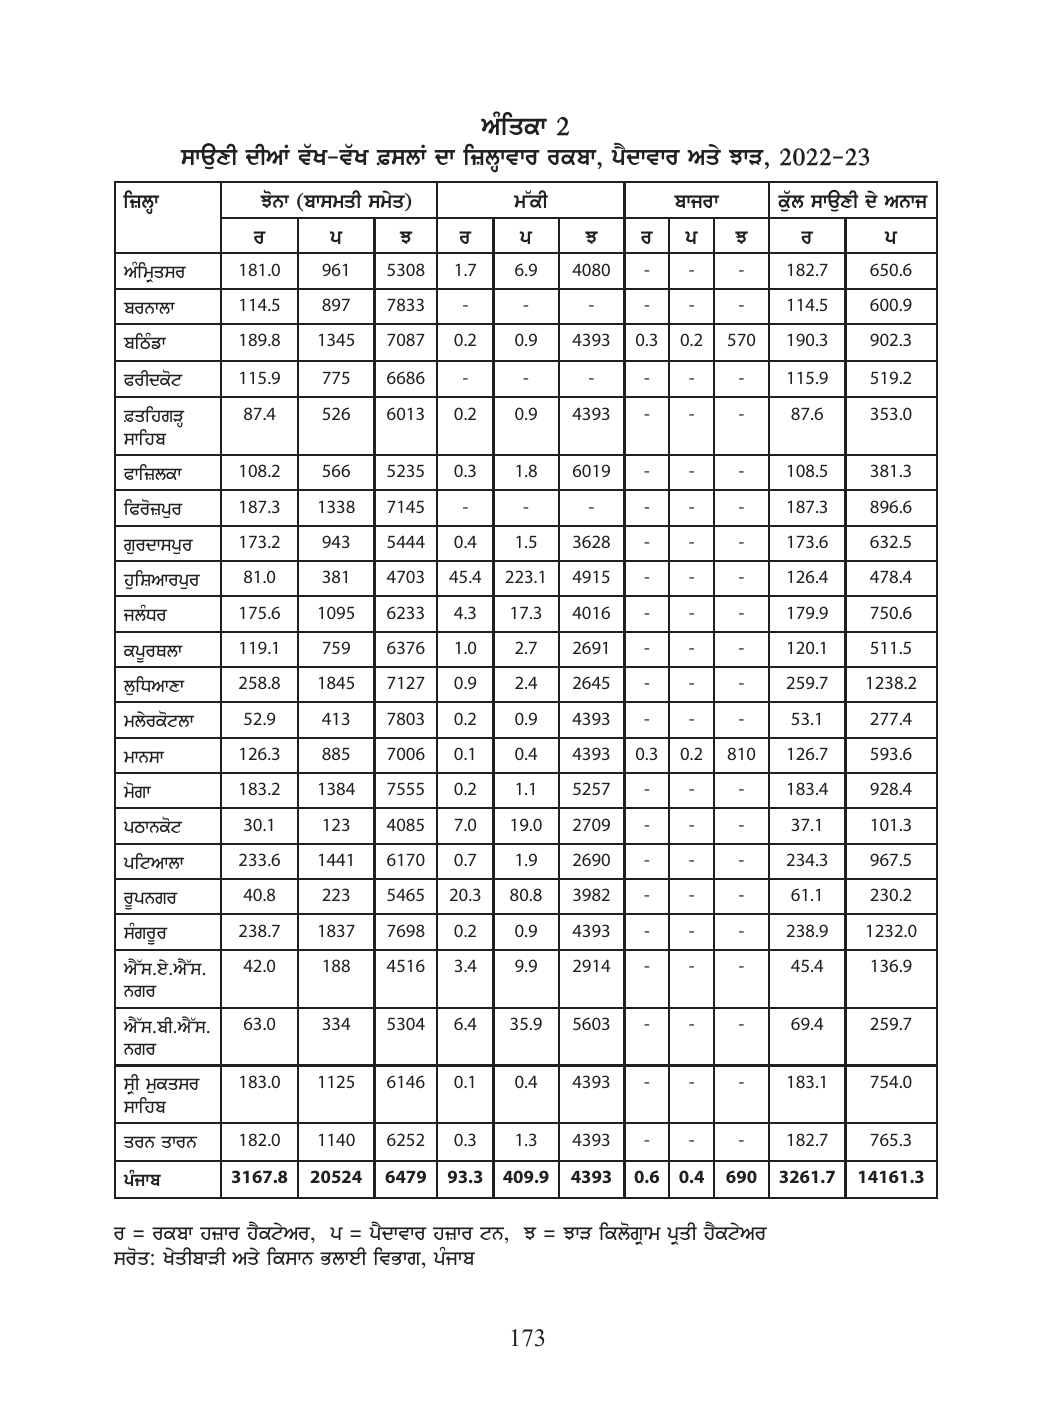 ਅੰਤਿਕਾ 2
ਸਾਉਣੀ ਦੀਆਂ ਵੱਖ-ਵੱਖ ਫ਼ਸਲਾਂ ਦਾ ਜ਼ਿਲ੍ਹਾਵਾਰ ਰਕਬਾ, ਪੈਦਾਵਾਰ ਅਤੇ ਝਾੜ, 2022-23
ਜ਼ਿਲ੍ਹਾ ਝੋਨਾ (ਬਾਸਮਤੀ ਸਮੇਤ) ਮੱਕੀ ਬਾਜਰਾ ਕੁੱਲ ਸਾਉਣੀ ਦੇ ਅਨਾਜ
ਰ ਪ ਝ ਰ ਪ ਝ ਰ ਪ ਝ ਰ ਪ
ਅੰਮ੍ਰਿਤਸਰ 181.0 961 5308 1.7 6.9 4080 - - - 182.7 650.6
ਬਰਨਾਲਾ 114.5 897 7833 - - - - - - 114.5 600.9
ਬਠਿੰਡਾ 189.8 1345 7087 0.2 0.9 4393 0.3 0.2 570 190.3 902.3
ਫਰੀਦਕੋਟ 115.9 775 6686 - - - - - - 115.9 519.2
ਫ਼ਤਹਿਗੜ੍ਹ 87.4 526 6013 0.2 0.9 4393 - - - 87.6 353.0
ਸਾਹਿਬ
ਫਾਜ਼ਿਲਕਾ 108.2 566 5235 0.3 1.8 6019 - - - 108.5 381.3
ਫਿਰੋਜ਼ਪੁਰ 187.3 1338 7145 - - - - - - 187.3 896.6
ਗੁਰਦਾਸਪੁਰ 173.2 943 5444 0.4 1.5 3628 - - - 173.6 632.5
ਹੁਸ਼ਿਆਰਪੁਰ 81.0 381 4703 45.4 223.1 4915 - - - 126.4 478.4
ਜਲੰਧਰ 175.6 1095 6233 4.3 17.3 4016 - - - 179.9 750.6
ਕਪੂਰਥਲਾ 119.1 759 6376 1.0 2.7 2691 - - - 120.1 511.5
ਲੁਧਿਆਣਾ 258.8 1845 7127 0.9 2.4 2645 - - - 259.7 1238.2
ਮਲੇਰਕੋਟਲਾ 52.9 413 7803 0.2 0.9 4393 - - - 53.1 277.4
ਮਾਨਸਾ 126.3 885 7006 0.1 0.4 4393 0.3 0.2 810 126.7 593.6
ਮੋਗਾ 183.2 1384 7555 0.2 1.1 5257 - - - 183.4 928.4
ਪਠਾਨਕੋਟ 30.1 123 4085 7.0 19.0 2709 - - - 37.1 101.3
ਪਟਿਆਲਾ 233.6 1441 6170 0.7 1.9 2690 - - - 234.3 967.5
ਰੂਪਨਗਰ 40.8 223 5465 20.3 80.8 3982 - - - 61.1 230.2
ਸੰਗਰੂਰ 238.7 1837 7698 0.2 0.9 4393 - - - 238.9 1232.0
ਐੱਸ.ਏ.ਐੱਸ. 42.0 188 4516 3.4 9.9 2914 - - - 45.4 136.9
ਨਗਰ
ਐੱਸ.ਬੀ.ਐੱਸ. 63.0 334 5304 6.4 35.9 5603 - - - 69.4 259.7
ਨਗਰ
ਸ੍ਰੀ ਮੁਕਤਸਰ 183.0 1125 6146 0.1 0.4 4393 - - - 183.1 754.0
ਸਾਹਿਬ
ਤਰਨ ਤਾਰਨ 182.0 1140 6252 0.3 1.3 4393 - - - 182.7 765.3
ਪੰਜਾਬ 3167.8 20524 6479 93.3 409.9 4393 0.6 0.4 690 3261.7 14161.3
ਰ = ਰਕਬਾ ਹਜ਼ਾਰ ਹੈਕਟੇਅਰ, ਪ = ਪੈਦਾਵਾਰ ਹਜ਼ਾਰ ਟਨ, ਝ = ਝਾੜ ਕਿਲੋਗ੍ਰਾਮ ਪ੍ਰਤੀ ਹੈਕਟੇਅਰ
ਸਰੋਤ: ਖੇਤੀਬਾੜੀ ਅਤੇ ਕਿਸਾਨ ਭਲਾਈ ਵਿਭਾਗ, ਪੰਜਾਬ
173